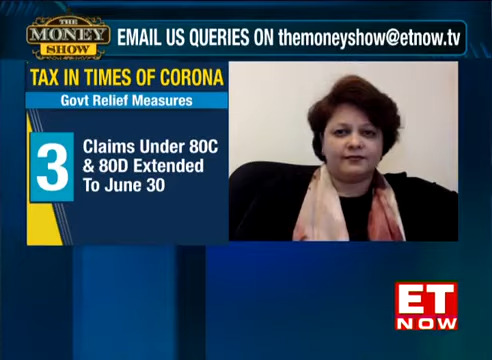 THE
MONEY
SHOW
EMAIL US QUERIES ON themoneyshow@etnow.tv
TAX IN TIMES OF CORONA
Govt Relief Measures
3
Claims Under 80C
& 80D Extended
To June 30
ET
NOW